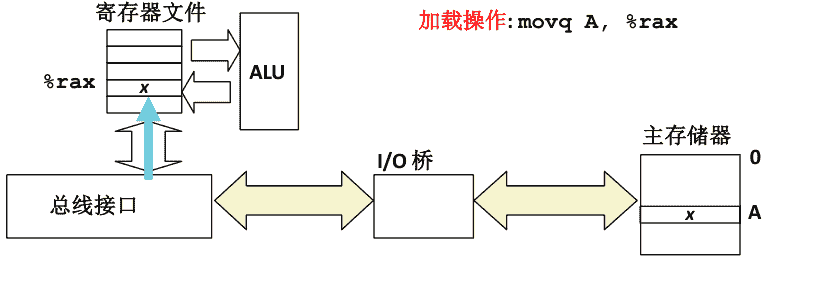 寄存器文件
加载操作:movq A, %rax
%rax
x
ALU
I/O 桥
主存储器
0
总线接口
x
A